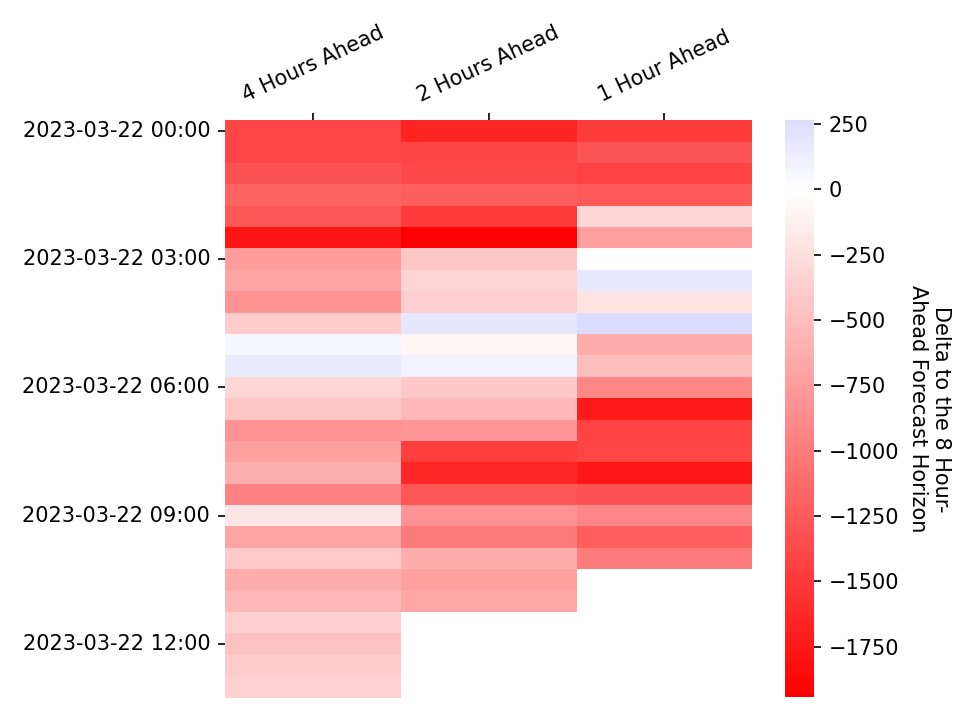 4 Hours Ahead
2 Hours Ahead
1 Hour Ahead
2023-03-22 00:00
2023-03-22 03:00
2023-03-22 06:00
2023-03-22 09:00
2023-03-22 12:00
250
0
−250
−500
−750
−1000
−1250
−1500
−1750
Delta to the 8 Hour-
Ahead Forecast Horizon